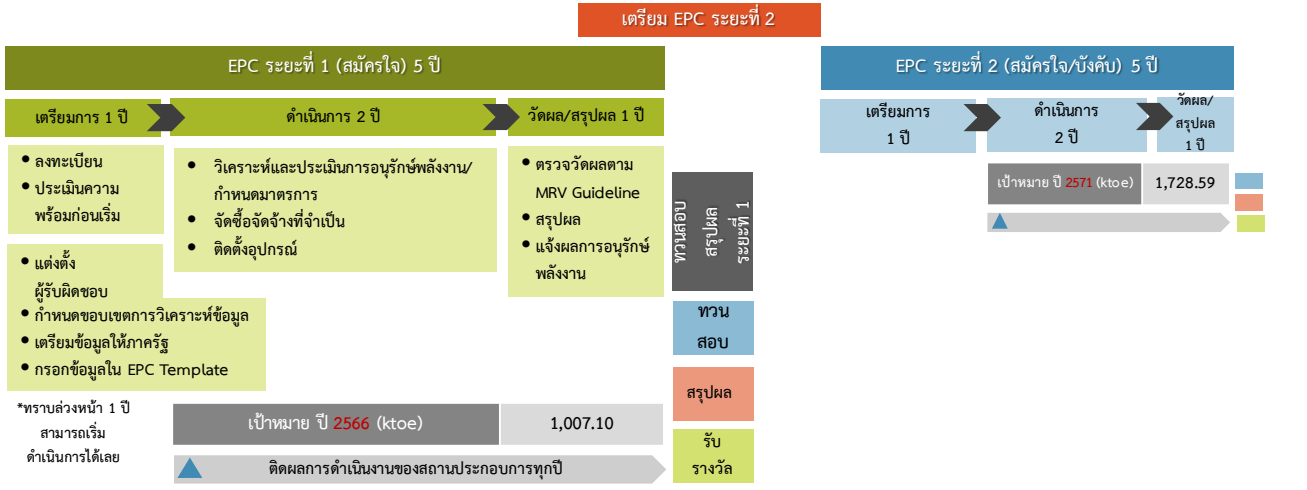 เตรียม EPC ระยะที่ 2
EPC ระยะที่ 1 (สมัครใจ) 5 ปี
เตรียมการ 1 ปี
ดำเนินการ 2 ปี
วัดผล/สรุปผล 1 ปี
• ลงทะเบียน
• ประเมินความ
พร้อมก่อนเริ่ม
• แต่งตั้ง
ผู้รับผิดชอบ
• กำหนดขอบเขตการวิเคราะห์ข้อมูล
• เตรียมข้อมูลให้ภาครัฐ
• กรอกข้อมูลใน EPC Template
*ทราบล่วงหน้า 1 ปี
สามารถเริ่ม
ดำเนินการได้เลย
• วิเคราะห์และประเมินการอนุรักษ์พลังงาน/
กำหนดมาตรการ
• จัดซื้อจัดจ้างที่จำเป็น
• ติดตั้งอุปกรณ์
• ตรวจวัดผลตาม
MRV Guideline
• สรุปผล
• แจ้งผลการอนุรักษ์
พลังงาน
เป้าหมาย ปี 2566 (ktoe)
1,007.10
ติดผลการดำเนินงานของสถานประกอบการทุกปี
ทวนสอบ
สรุปผล
ระยะที่ 1
ทวน
สอบ
สรุปผล
รับ
รางวัล
EPC ระยะที่ 2 (สมัครใจ/บังคับ) 5 ปี
เตรียมการ
1 ปี
ดำเนินการ
2 ปี
วัดผล/
สรุปผล
1 ปี
เป้าหมาย ปี 2571 (ktoe)
1,728.59